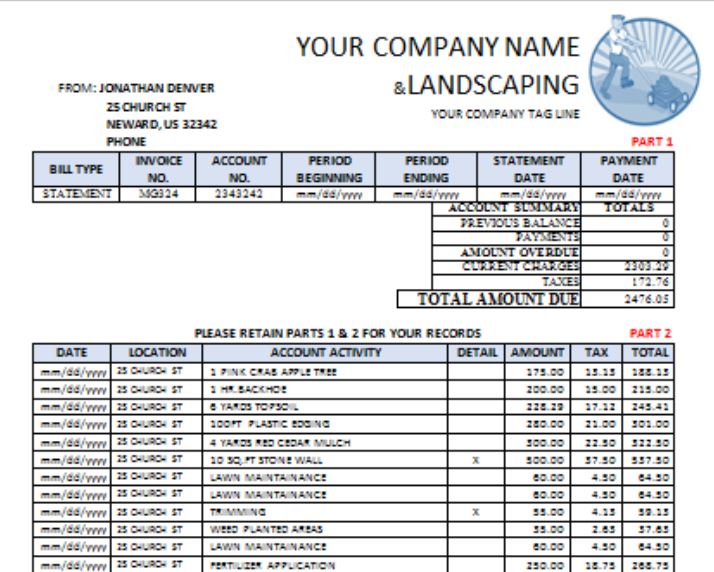 YOUR COMPANY NAME
&LANDSCAPING
YOUR COMPANY TAG LINE
FROM: JONATHAN DENVER
25 CHURCH ST
NEWARD, US 32342
PHONE
PART 1
BILL TYPE INVOICE NO. ACCOUNT NO. PERIOD BEGINNING PERIOD ENDING STATEMENT DATE PAYMENT DATE
STATEMENT MG324 2343242 mm/dd/yyyy mm/dd/yyyy mm/dd/yyyy mm/dd/yyyy
ACCOUNT SUMMARY TOTALS
PREVIOUS BALANCE 0
PAYMENTS 0
AMOUNT OVERDUE 0
CURRENT CHARGES 2303.29
TAXES 172.76
TOTAL AMOUNT DUE 2476.05
PLEASE RETAIN PARTS 1 & 2 FOR YOUR RECORDS PART 2
DATE LOCATION ACCOUNT ACTIVITY DETAIL AMOUNT TAX TOTAL
mm/dd/yyyy 25 CHURCH ST 1 PINK CRAB APPLE TREE 175.00 13.13 188.13
mm/dd/yyyy 25 CHURCH ST 1 HR.BACKHOE 200.00 15.00 215.00
mm/dd/yyyy 25 CHURCH ST 6 YARDS TOPSOIL 228.29 17.12 245.41
mm/dd/yyyy 25 CHURCH ST 100FT PLASTIC EDGING 280.00 21.00 301.00
mm/dd/yyyy 25 CHURCH ST 4 YARDS RED CEDAR MULCH 300.00 22.50 322.50
mm/dd/yyyy 25 CHURCH ST 10 SQ.FT STONE WALL X 500.00 37.50 537.50
mm/dd/yyyy 25 CHURCH ST LAWN MAINTAINANCE 60.00 4.50 64.50
mm/dd/yyyy 25 CHURCH ST LAWN MAINTAINANCE 60.00 4.50 64.50
mm/dd/yyyy 25 CHURCH ST TRIMMING X 55.00 4.13 59.13
mm/dd/yyyy 25 CHURCH ST WEED PLANTED AREAS 35.00 2.63 37.63
mm/dd/yyyy 25 CHURCH ST LAWN MAINTAINANCE 60.00 4.50 64.50
mm/dd/yyyy 25 CHURCH ST FERTILIZER APPLICATION 250.00 18.75 268.75